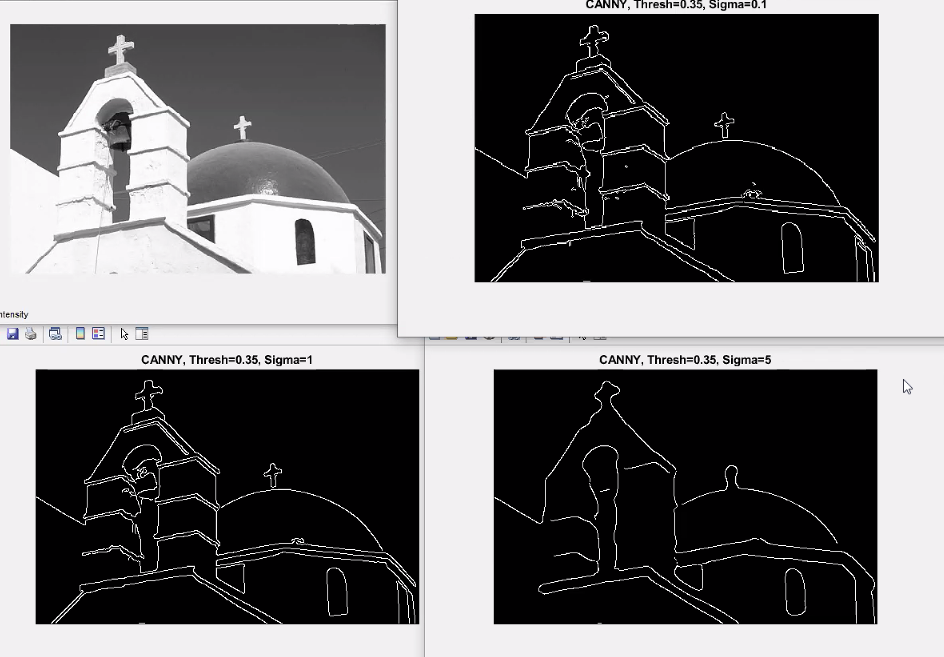 CANNY, Thresh=0.35, Sigma=0.1
ntensity
CANNY, Thresh=0.35, Sigma=1
CANNY, Thresh=0.35, Sigma=5